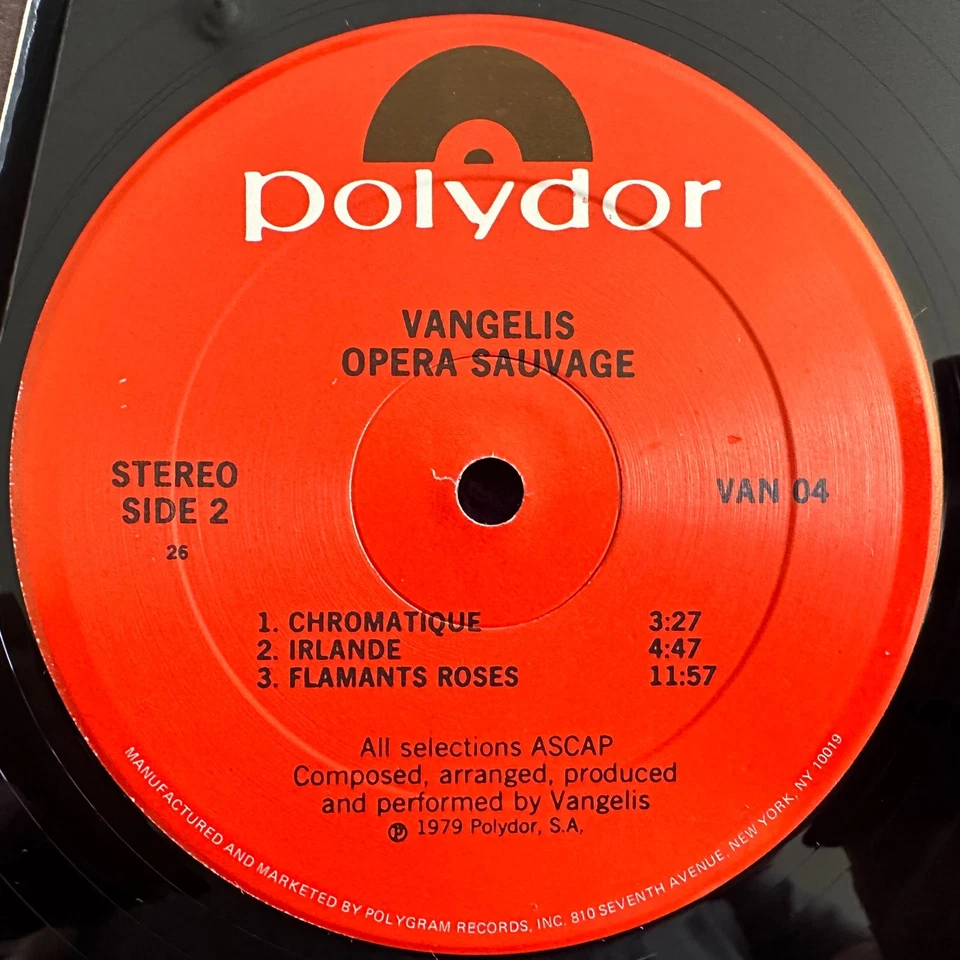 polydor
VANGELIS
OPERA SAUVAGE
STEREO
SIDE 2
26
VAN 04
1. CHROMATIQUE 3:27
2. IRLANDE 4:47
3. FLAMANTS ROSES 11:57
All selections ASCAP
Composed, arranged, produced
and performed by Vangelis
℗ 1979 Polydor, S.A,
MANUFACTURED AND MARKETED BY POLYGRAM RECORDS, INC. 810 SEVENTH AVENUE, NEW YORK, NY 10019